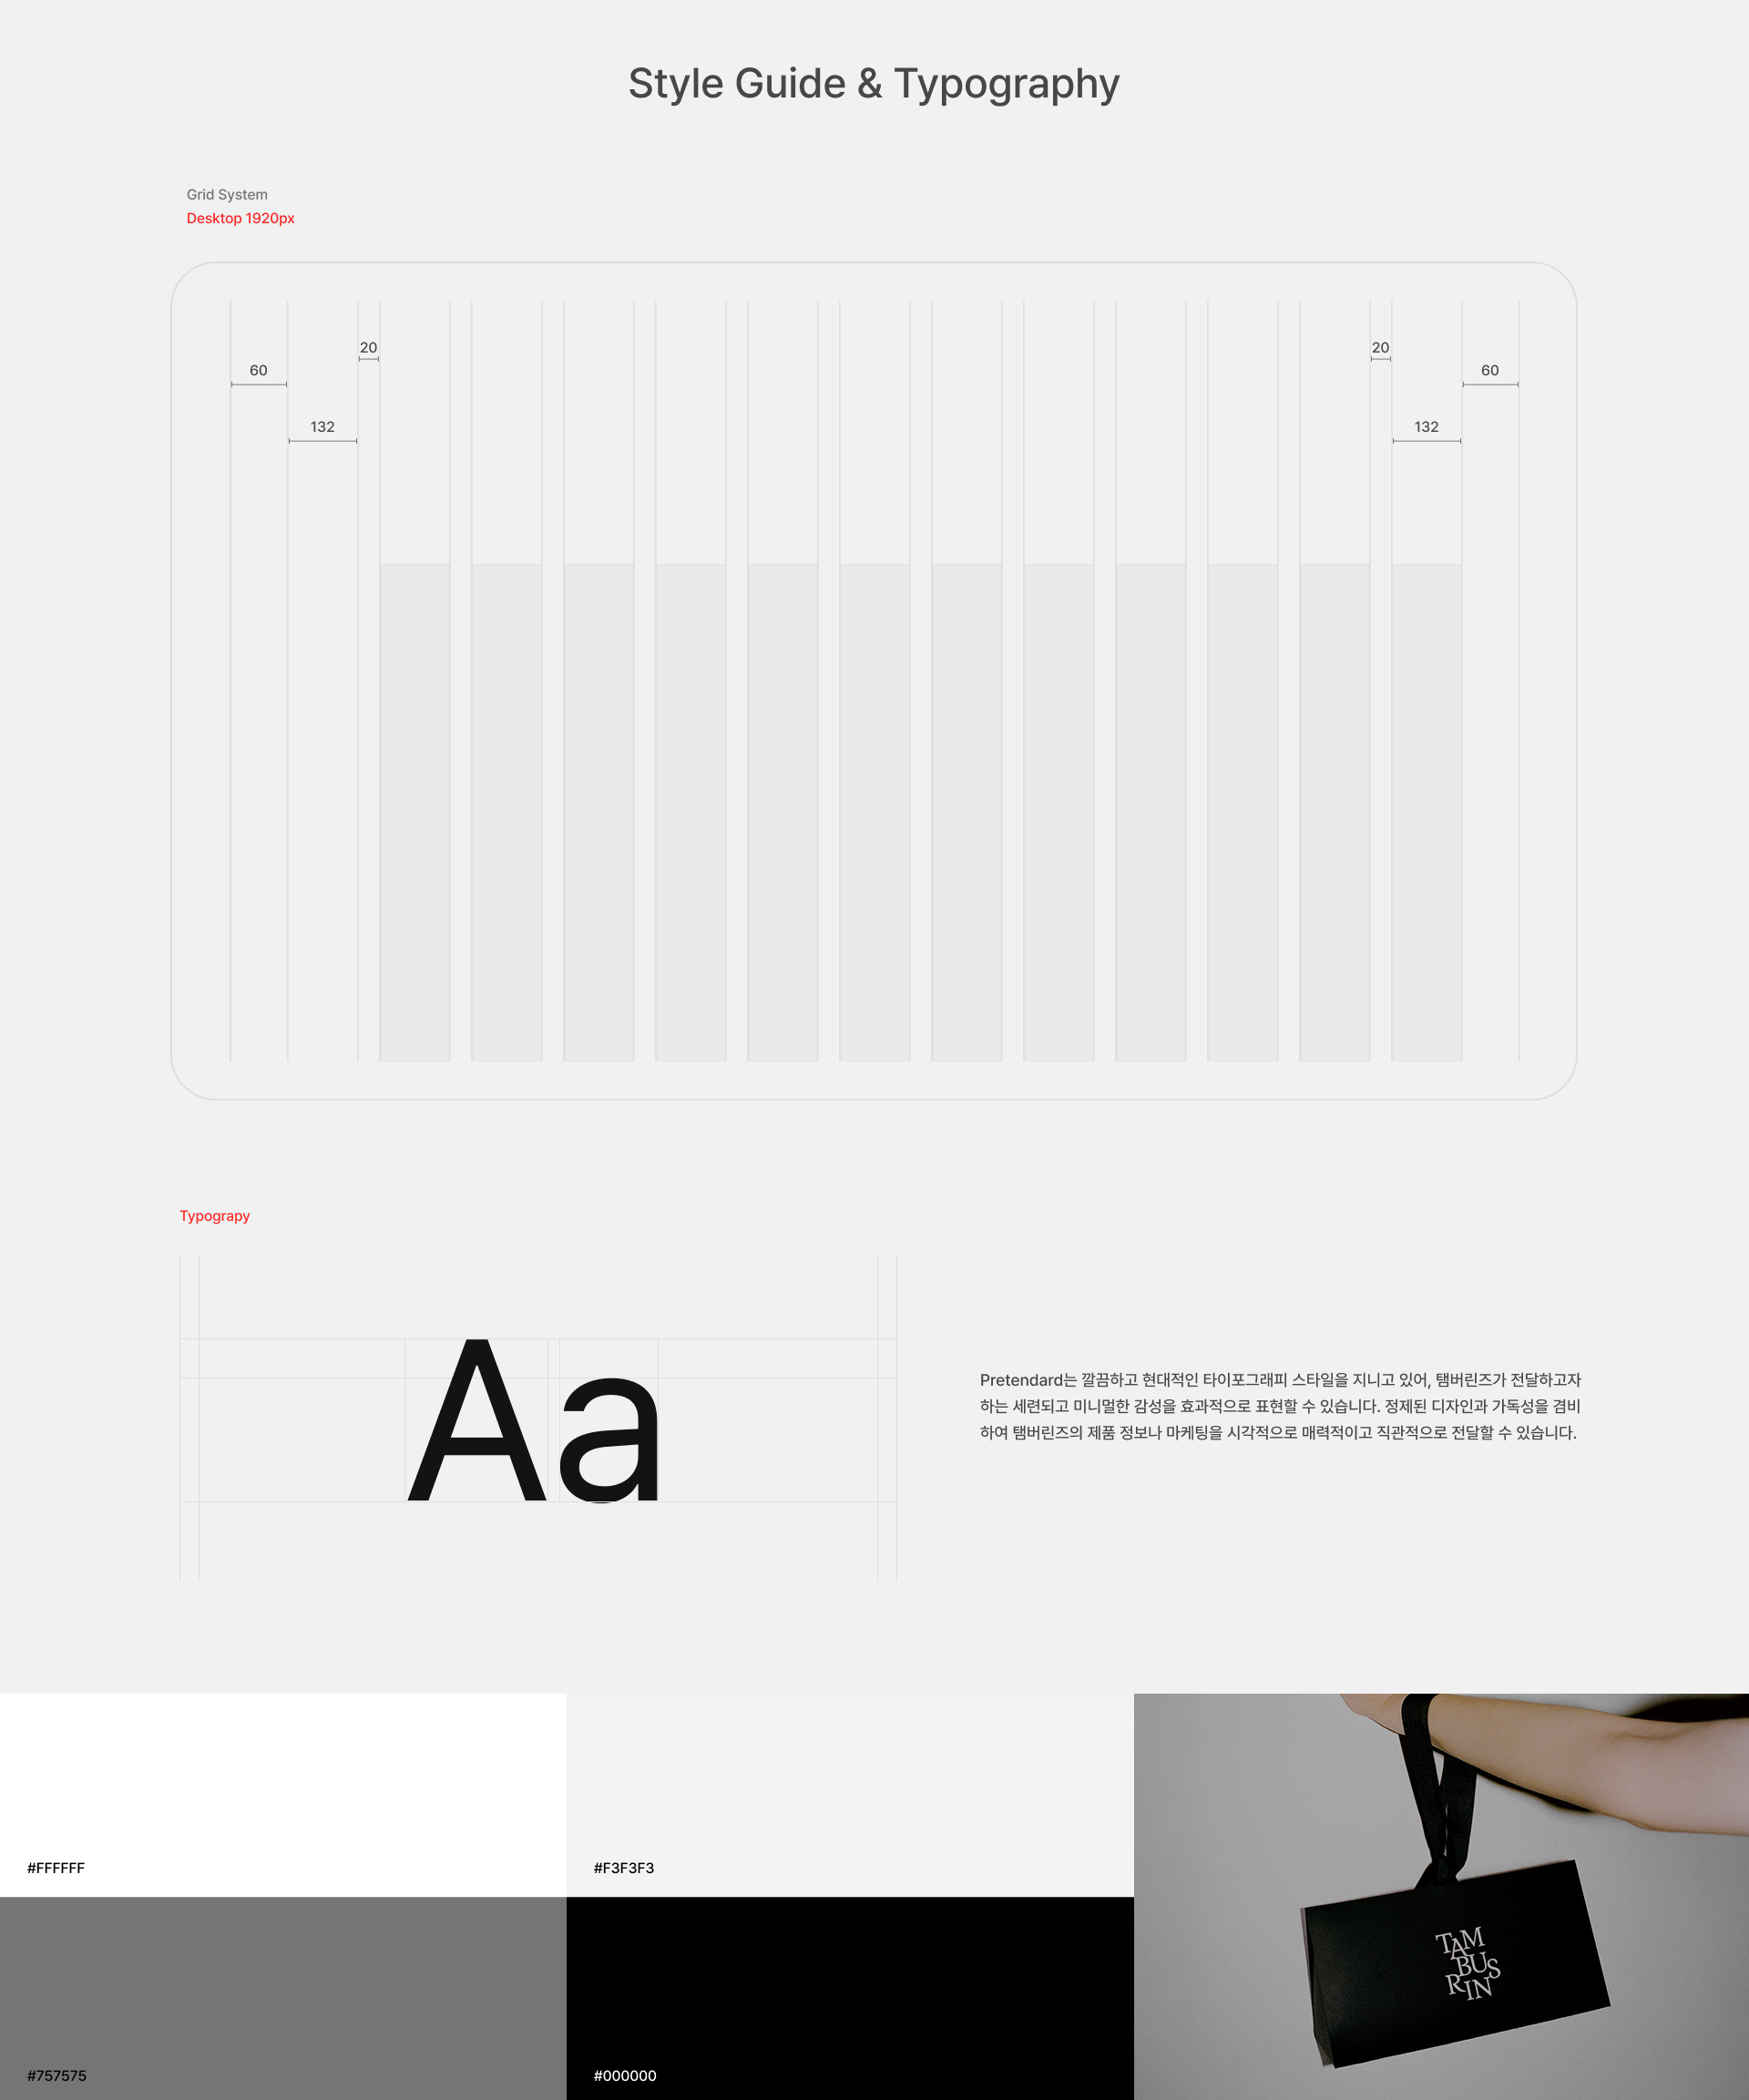 Style Guide & Typography
Grid System
Desktop 1920px
20
20
60
60
132
132
Typograpy
Aa
Pretendard는 깔끔하고 현대적인 타이포그래피 스타일을 지니고 있어, 탬버린즈가 전달하고자
하는 세련되고 미니멀한 감성을 효과적으로 표현할 수 있습니다. 정제된 디자인과 가독성을 겸비
하여 탬버린즈의 제품 정보나 마케팅을 시각적으로 매력적이고 직관적으로 전달할 수 있습니다.
#FFFFFF
#F3F3F3
TAM
BUS
RIN
#757575
#000000